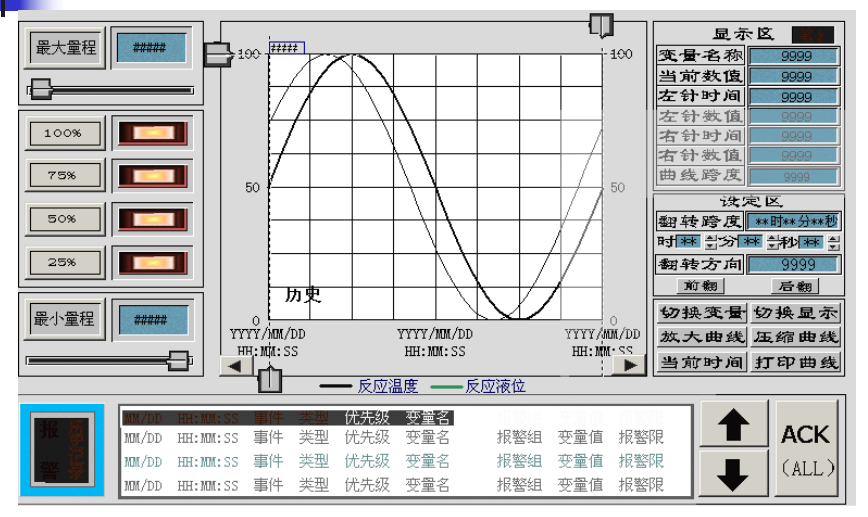 最大量程 #####
100%
75%
50%
25%
最小量程 #####
#####
100 100
50 50
历史
0 0
YYYY/MM/DD YYYY/MM/DD YYYY/MM/DD
HH:MM:SS HH:MM:SS HH:MM:SS
反应温度 反应液位
显示区
变量名称 9999
当前数值 9999
左针时间 9999
左针数值 9999
右针时间 9999
右针数值 9999
曲线跨度 9999
设定区
翻转跨度 **时**分**秒
时 ** 分 ** 秒 **
翻转方向 9999
前翻 后翻
切换变量 切换显示
放大曲线 压缩曲线
当前时间 打印曲线
报警
MM/DD HH:MM:SS 事件 类型 优先级 变量名
MM/DD HH:MM:SS 事件 类型 优先级 变量名 报警组 变量值 报警限
MM/DD HH:MM:SS 事件 类型 优先级 变量名 报警组 变量值 报警限
MM/DD HH:MM:SS 事件 类型 优先级 变量名 报警组 变量值 报警限
ACK
(ALL)